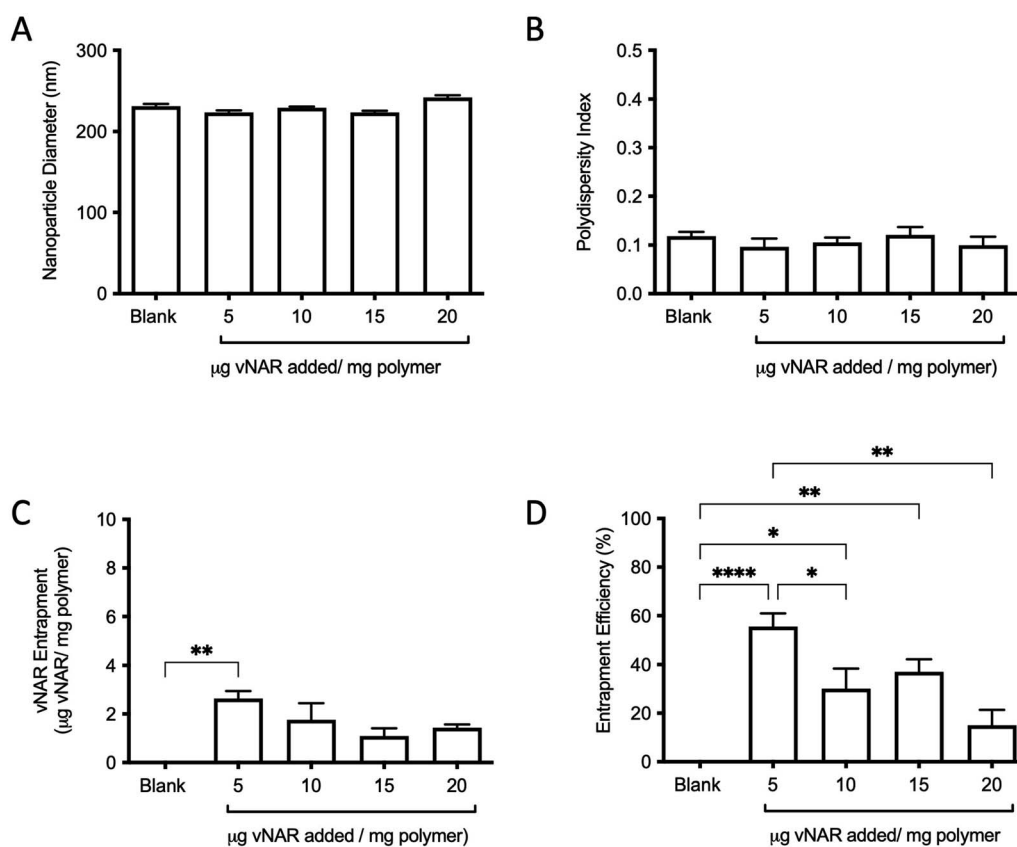 A
Nanoparticle Diameter (nm)
300
200
100
0
Blank
5
10
15
20
μg vNAR added/ mg polymer
B
Polydispersity Index
0.5
0.4
0.3
0.2
0.1
0.0
Blank
5
10
15
20
μg vNAR added / mg polymer)
C
vNAR Entrapment
(μg vNAR/ mg polymer)
10
8
6
4
2
0
**
Blank
5
10
15
20
μg vNAR added / mg polymer)
D
Entrapment Efficiency (%)
100
80
60
40
20
0
**
**
*
****
*
Blank
5
10
15
20
μg vNAR added/ mg polymer